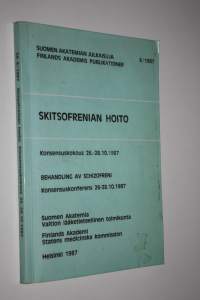 SUOMEN AKATEMIAN JULKAISUJA
FINLANDS AKADEMIS PUBLIKATIONER
8/1987
SKITSOFRENIAN HOITO
Konsensuskokous 26.-28.10.1987
BEHANDLING AV SCHIZOFRENI
Konsensuskonferens 26-28.10.1987
Suomen Akatemia
Valtion lääketieteellinen toimikunta
Finlands Akademi
Statens medicinska kommission
Helsinki 1987